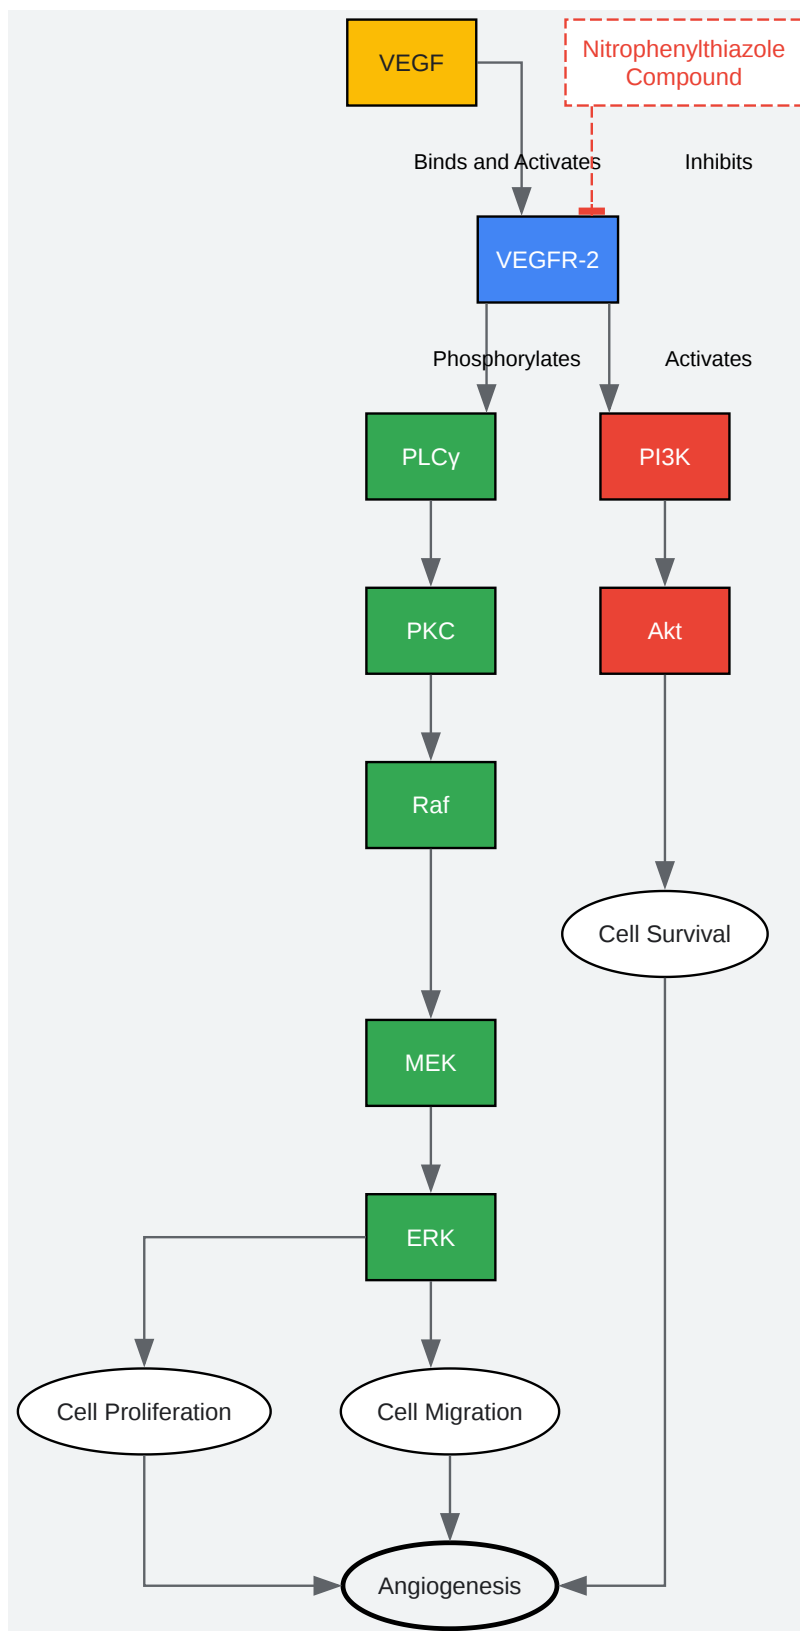 VEGF
Nitrophenylthiazole
Compound
Binds and Activates
Inhibits
VEGFR-2
Phosphorylates
Activates
PLCγ
PI3K
PKC
Akt
Raf
Cell Survival
MEK
ERK
Cell Proliferation
Cell Migration
Angiogenesis